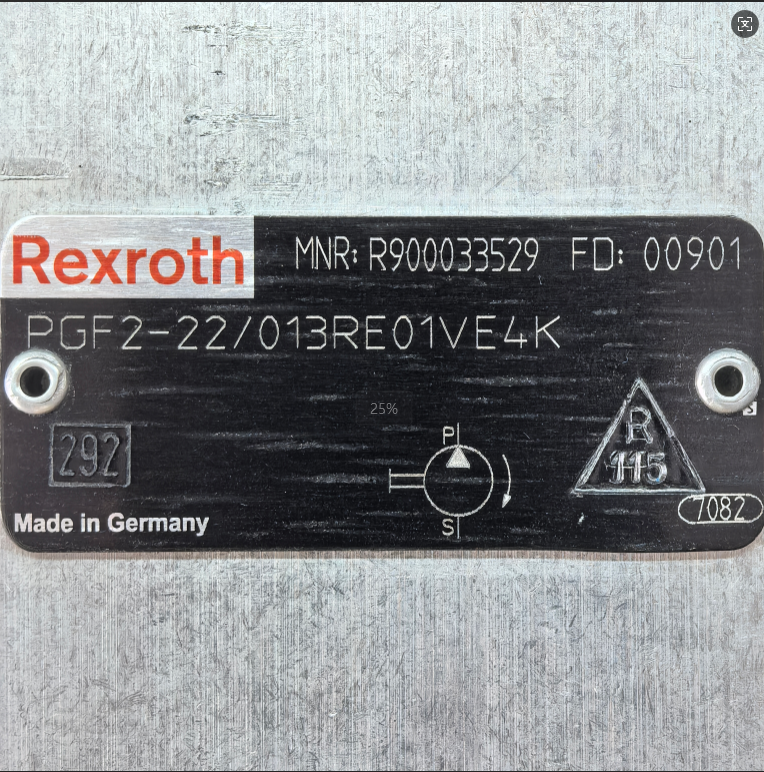 Rexroth MNR: R900033529 FD: 00901
PGF2-22/013RE01VE4K
25%
P
R
292
115
S
7082
Made in Germany